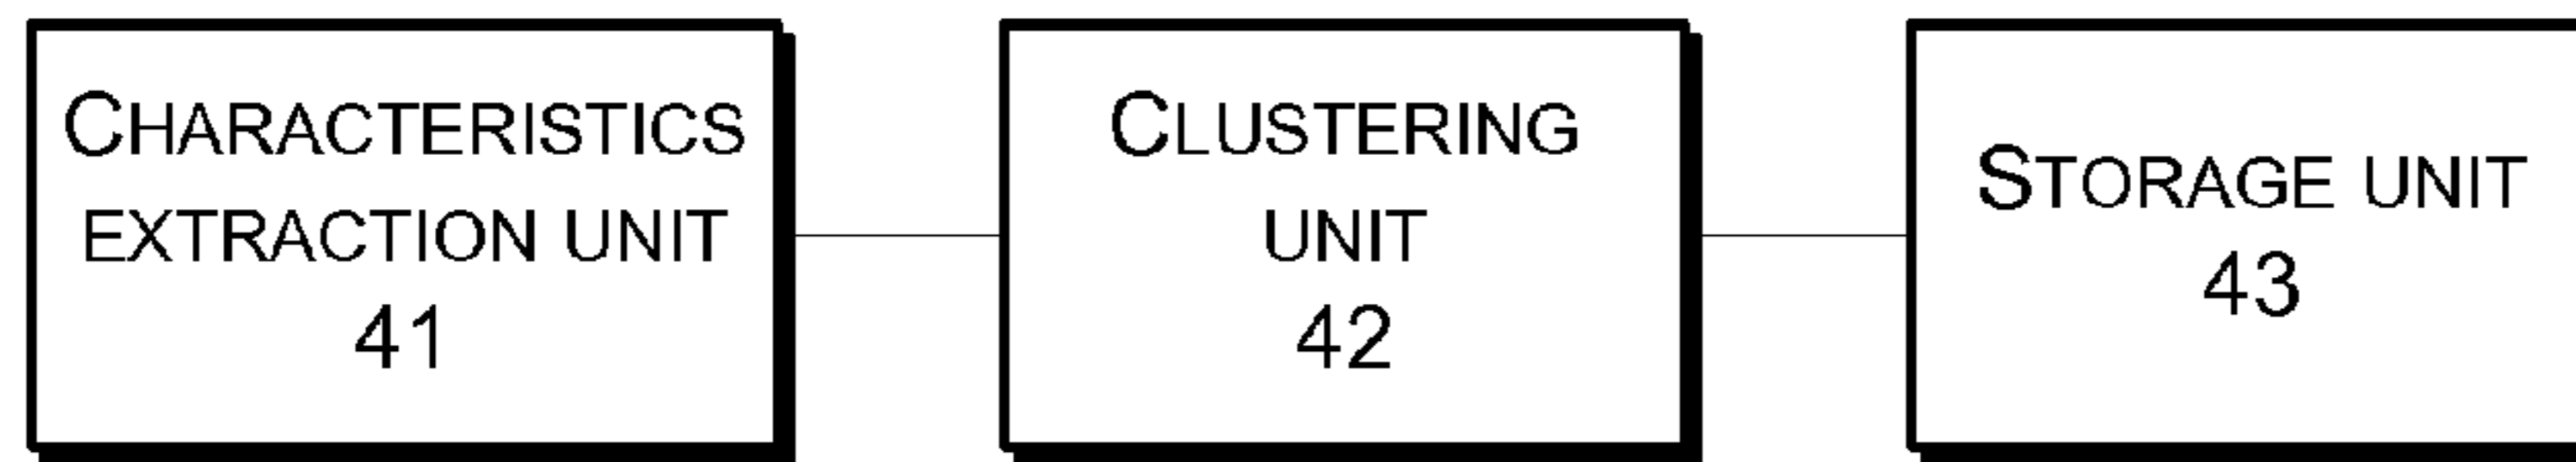 CHARACTERISTICS
EXTRACTION UNIT
41
CLUSTERING
UNIT
42
STORAGE UNIT
43